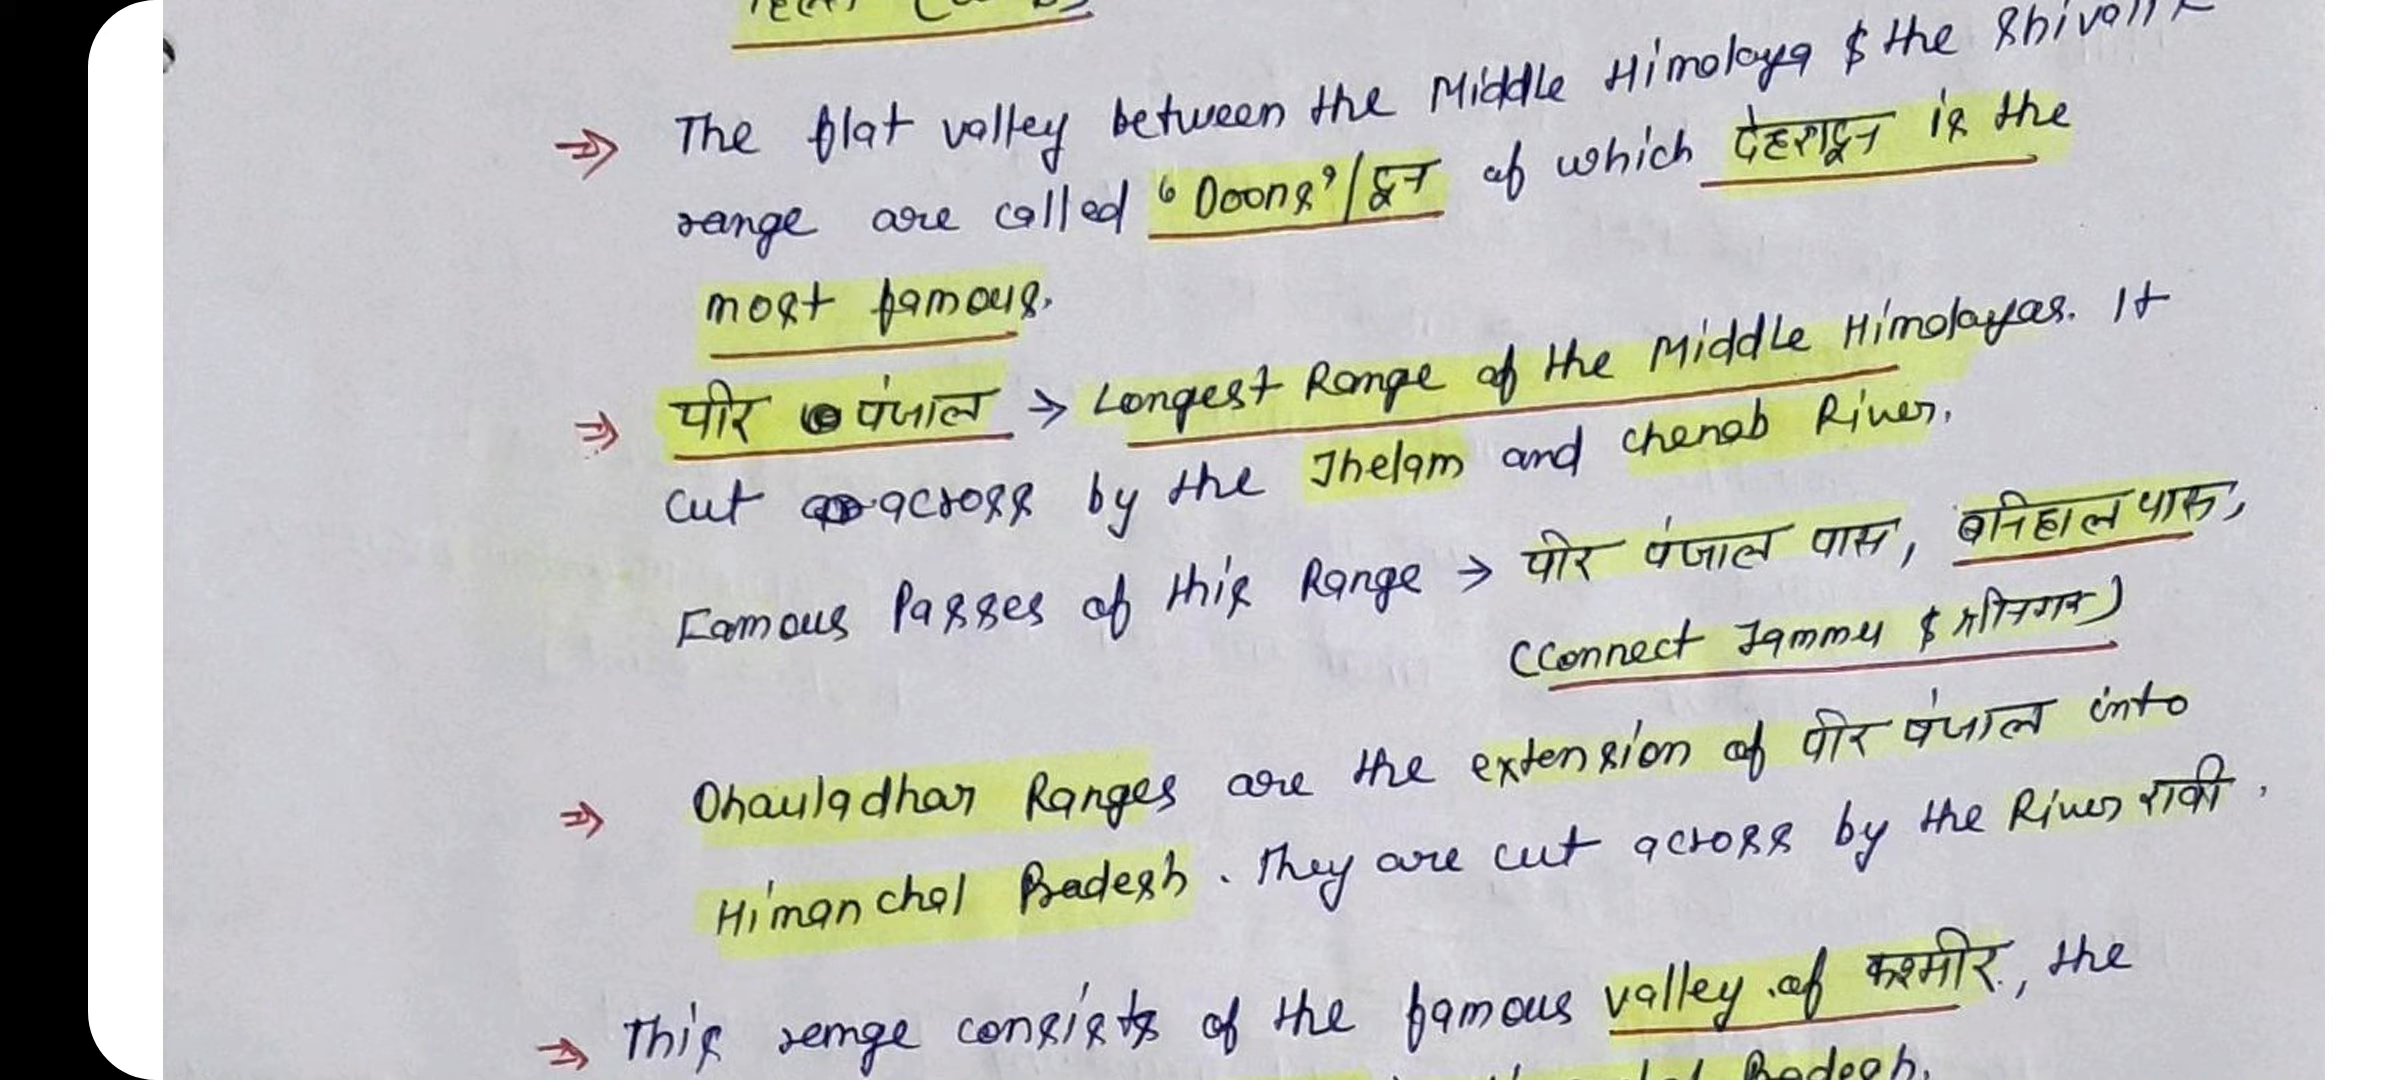 The flat valley between the Middle Himalaya $ the Shivalik
range are called 'Doons'/दून of which देहरादून is the
most famous.
पीर पंजाल → Longest Range of the Middle Himalayas. It
cut across by the Jhelam and Chenab River.
Famous Passes of this Range → पीर पंजाल पास, बनिहाल पास,
(Connect Jammu $ श्रीनगर)
Dhauladhar Ranges are the extension of पीर पंजाल into
Himanchal Pradesh. They are cut across by the River रावी.
This range consists of the famous valley of कश्मीर, the
Pradesh.